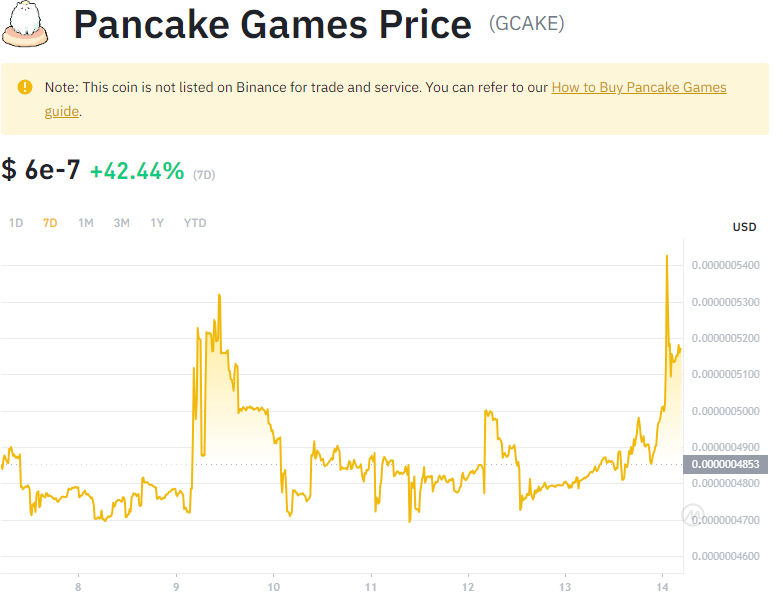 Pancake Games Price (GCAKE)
Note: This coin is not listed on Binance for trade and service. You can refer to our How to Buy Pancake Games
guide.
$ 6e-7 +42.44% (7D)
1D 7D 1M 3M 1Y YTD
USD
0.0000005400
0.0000005300
0.0000005200
0.0000005100
0.0000005000
0.0000004900
0.0000004853
0.0000004800
0.0000004700
0.0000004600
8 9 10 11 12 13 14